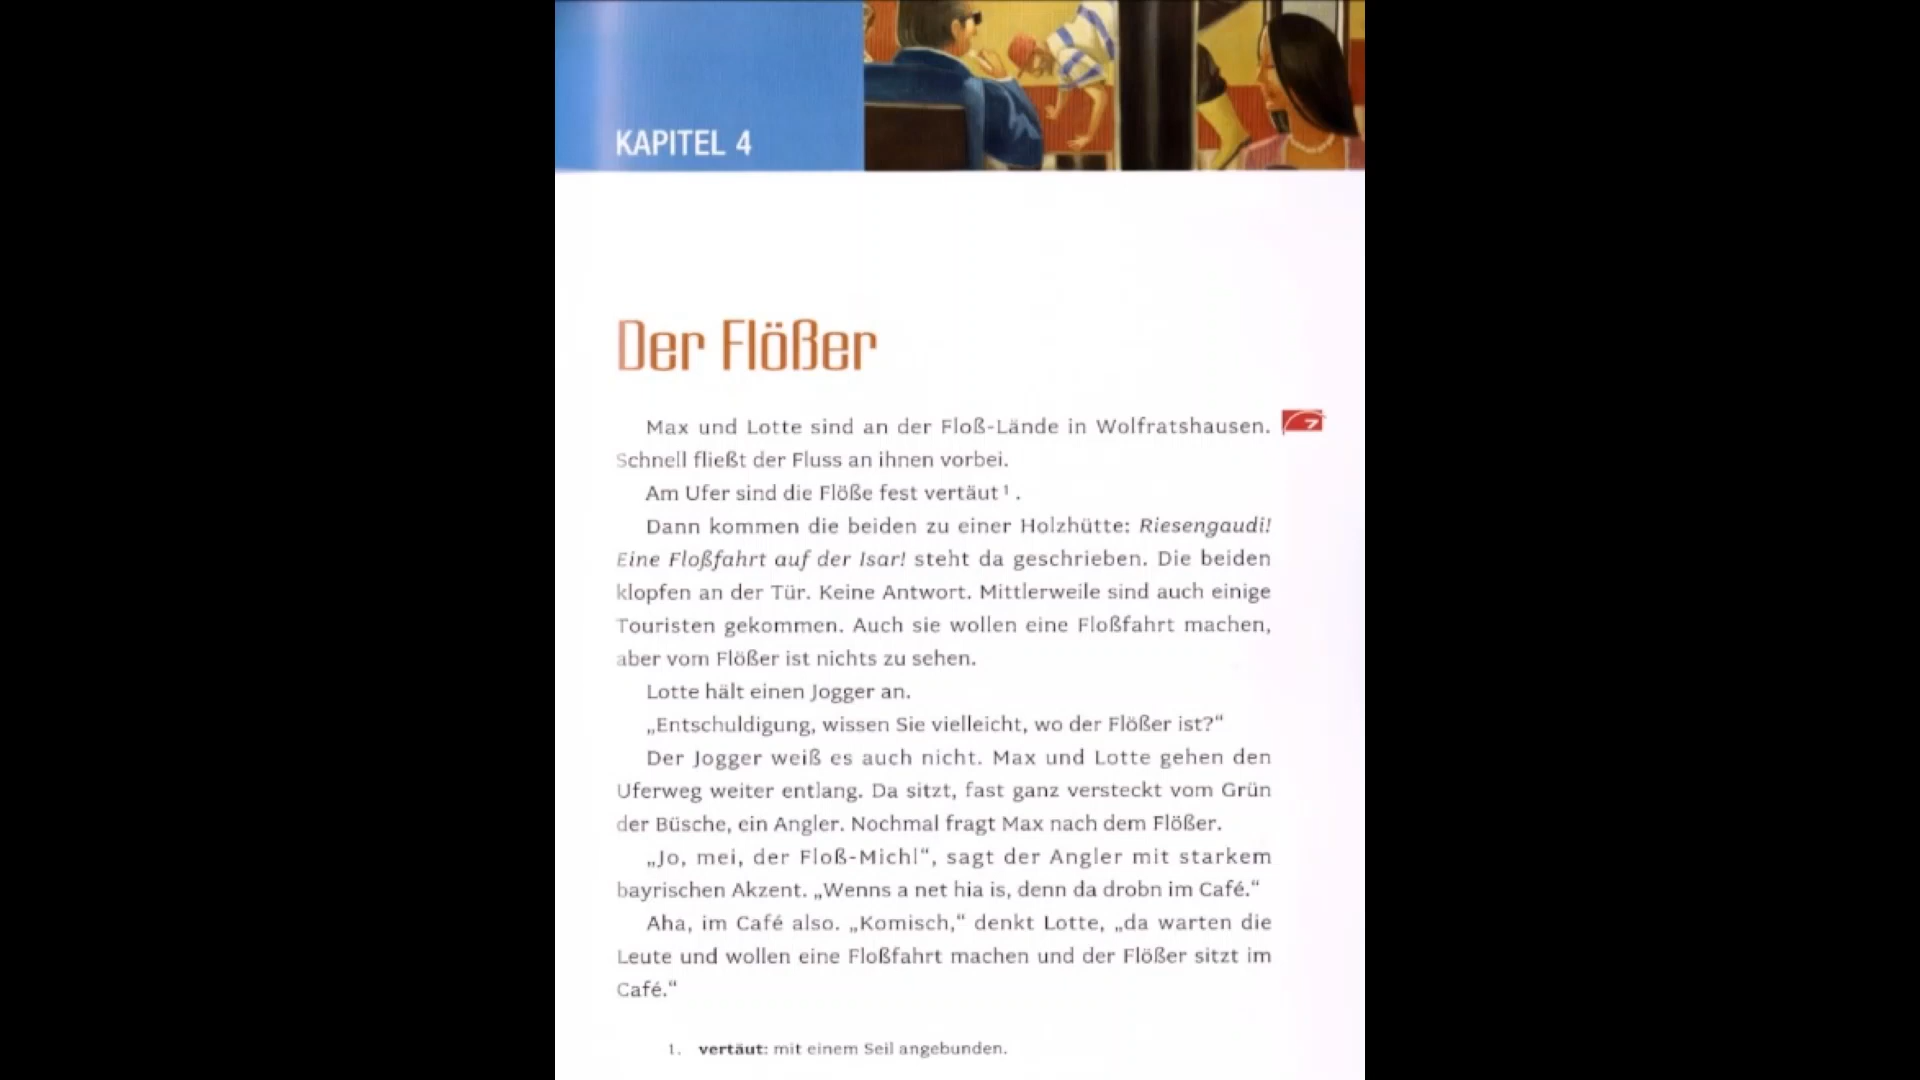 KAPITEL 4
Der Flößer
Max und Lotte sind an der Floß-Lände in Wolfratshausen.
7
Schnell fließt der Fluss an ihnen vorbei.
Am Ufer sind die Flöße fest vertäut¹ .
Dann kommen die beiden zu einer Holzhütte: Riesengaudi!
Eine Floßfahrt auf der Isar! steht da geschrieben. Die beiden
klopfen an der Tür. Keine Antwort. Mittlerweile sind auch einige
Touristen gekommen. Auch sie wollen eine Floßfahrt machen,
aber vom Flößer ist nichts zu sehen.
Lotte hält einen Jogger an.
„Entschuldigung, wissen Sie vielleicht, wo der Flößer ist?“
Der Jogger weiß es auch nicht. Max und Lotte gehen den
Uferweg weiter entlang. Da sitzt, fast ganz versteckt vom Grün
der Büsche, ein Angler. Nochmal fragt Max nach dem Flößer.
„Jo, mei, der Floß-Michl“, sagt der Angler mit starkem
bayrischen Akzent. „Wenns a net hia is, denn da drobn im Café.“
Aha, im Café also. „Komisch,“ denkt Lotte, „da warten die
Leute und wollen eine Floßfahrt machen und der Flößer sitzt im
Café.“
1. vertäut: mit einem Seil angebunden.